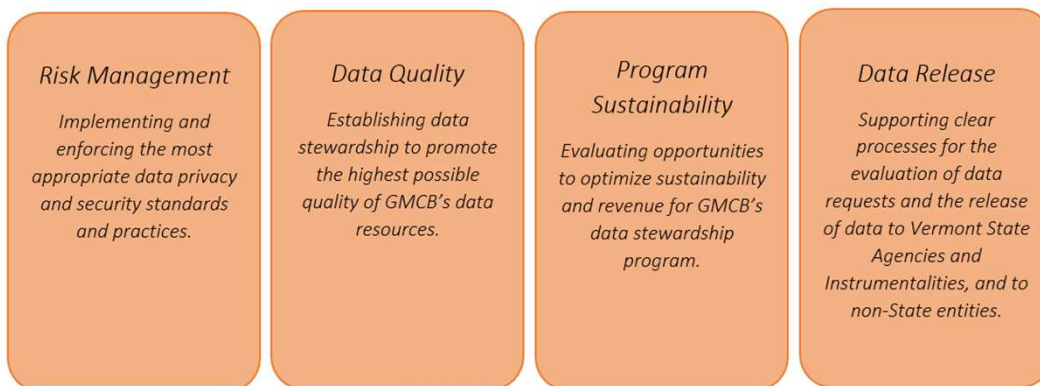 Risk Management
Implementing and
enforcing the most
appropriate data privacy
and security standards
and practices.
Data Quality
Establishing data
stewardship to promote
the highest possible
quality of GMCB’s data
resources.
Program
Sustainability
Evaluating opportunities
to optimize sustainability
and revenue for GMCB’s
data stewardship
program.
Data Release
Supporting clear
processes for the
evaluation of data
requests and the release
of data to Vermont State
Agencies and
Instrumentalities, and to
non-State entities.